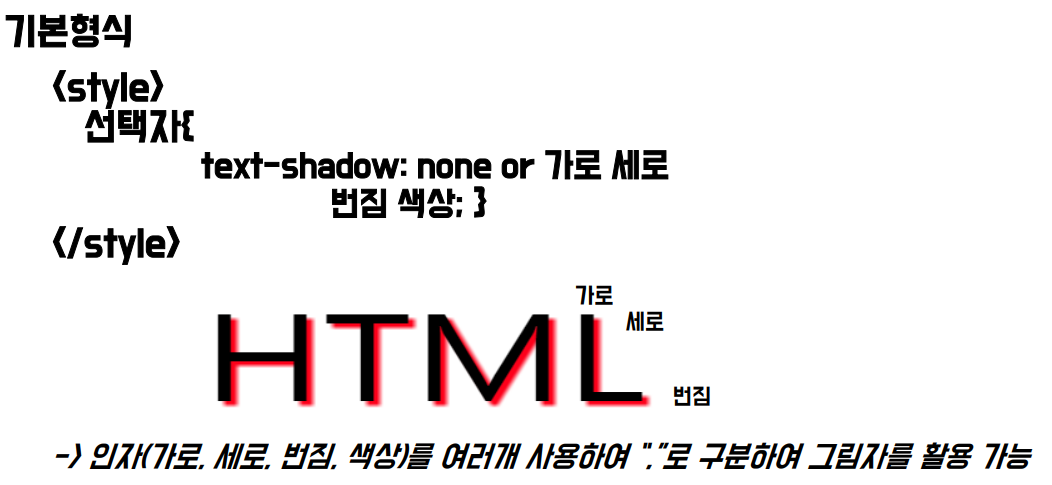 기본형식
<style>
선택자{
text-shadow: none or 가로 세로
번짐 색상; }
</style>
가로
세로
HTML
번짐
-> 인자(가로, 세로, 번짐, 색상)를 여러개 사용하여 ","로 구분하여 그림자를 활용 가능